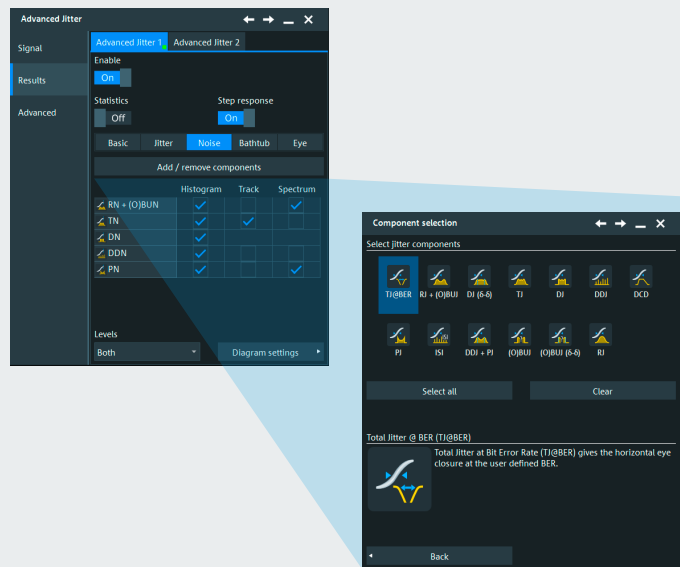 Advanced Jitter
Signal
Results
Advanced
Advanced Jitter 1
Advanced Jitter 2
Enable
On
Statistics
Step response
Off
On
Basic
Jitter
Noise
Bathtub
Eye
Add / remove components
Histogram
Track
Spectrum
RN + (O)BUN
TN
DN
DDN
PN
Levels
Both
Diagram settings
Component selection
Select jitter components
TJ@BER
RJ + (O)BUJ
DJ (δ-δ)
TJ
DJ
DDJ
DCD
PJ
ISI
DDJ + PJ
(O)BUJ
(O)BUJ (δ-δ)
RJ
Select all
Clear
Total Jitter @ BER (TJ@BER)
Total Jitter at Bit Error Rate (TJ@BER) gives the horizontal eye
closure at the user defined BER.
Back